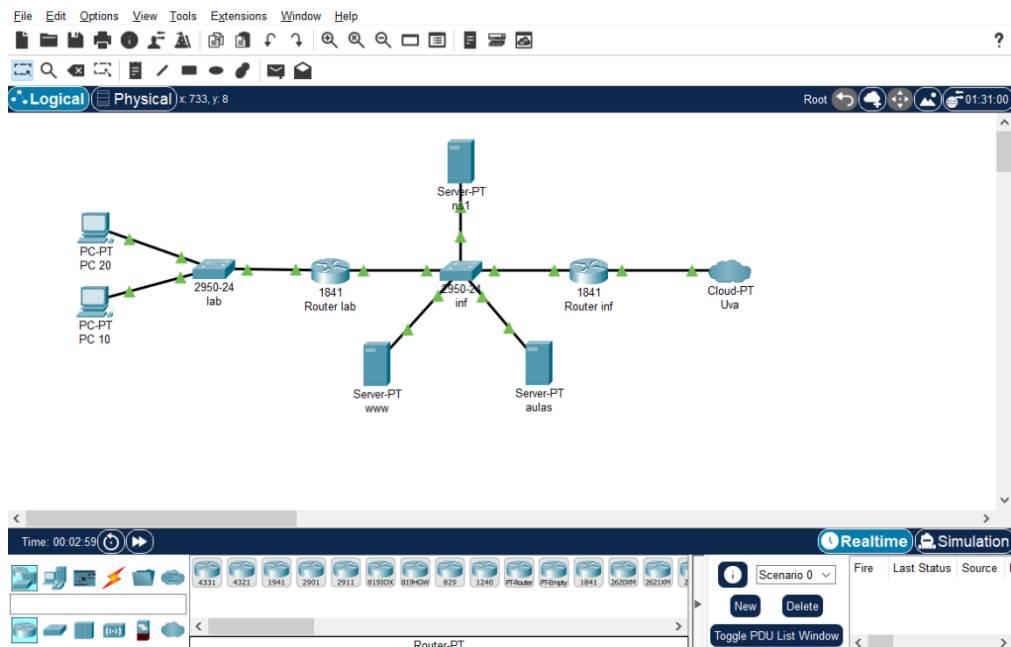 File Edit Options View Tools Extensions Window Help
?
Logical Physical x: 733, y: 8 Root 01:31:00
Server-PT
ns1
PC-PT
PC 20
2950-24
lab
1841
Router lab
2950-24
inf
1841
Router inf
Cloud-PT
Uva
PC-PT
PC 10
Server-PT
www
Server-PT
aulas
Time: 00:02:59 Realtime Simulation
4331 4321 1941 2901 2911 819IOX 819HGW 829 1240 PT-Router PT-Empty 1841 2620XM 2621XM 2
Scenario 0
Fire Last Status Source
New Delete
Toggle PDU List Window
Router-PT